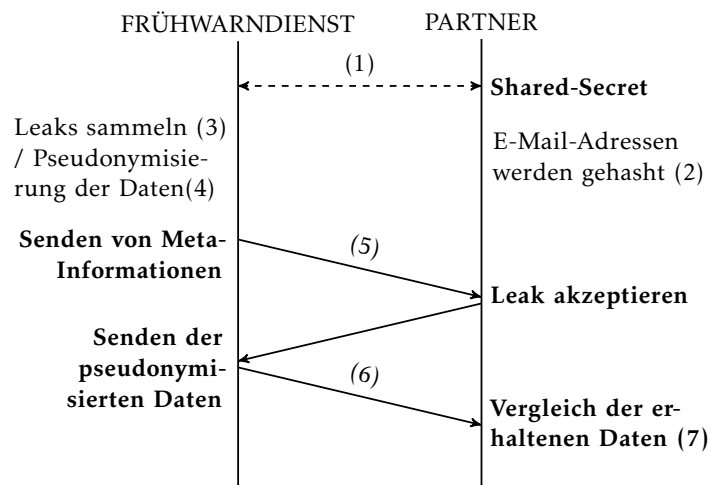 FRÜHWARNDIENST
PARTNER
(1)
Shared-Secret
Leaks sammeln (3)
/ Pseudonymisie-
rung der Daten(4)
E-Mail-Adressen
werden gehasht (2)
Senden von Meta-
Informationen
(5)
Leak akzeptieren
Senden der
pseudonymi-
sierten Daten
(6)
Vergleich der er-
haltenen Daten (7)